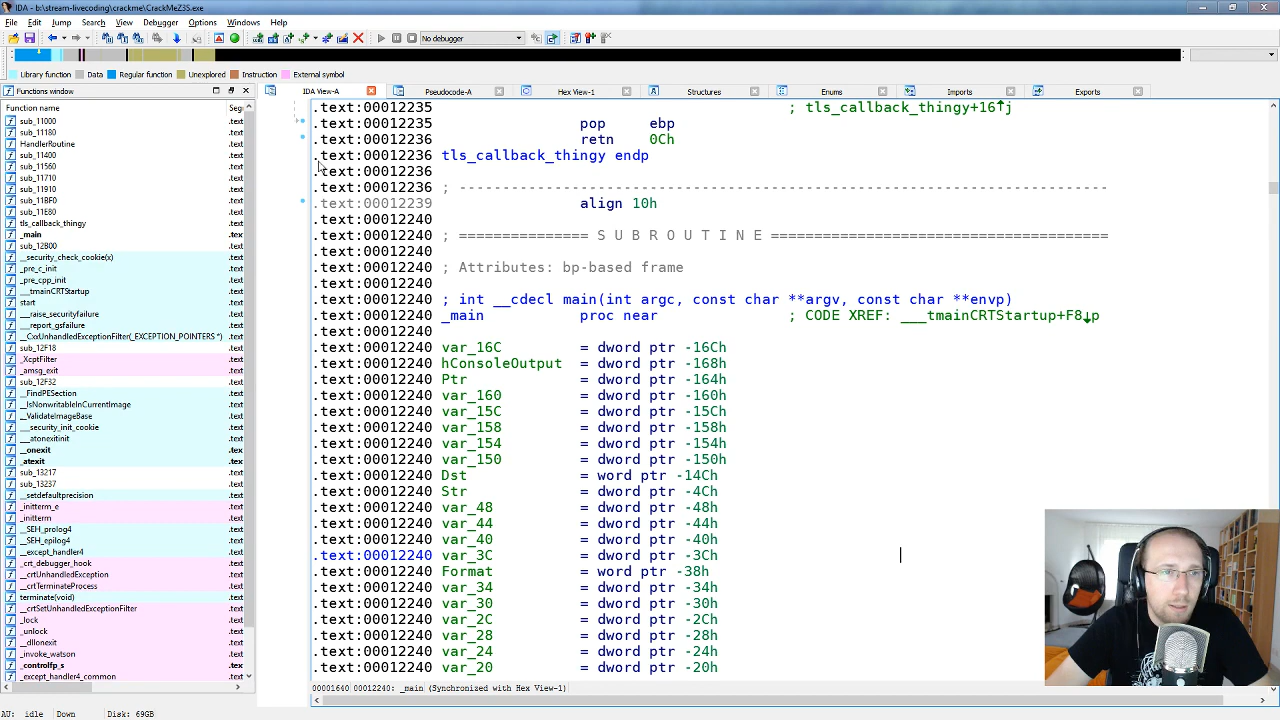 IDA - b:\stream-livecoding\crackme\CrackMeZ3S.exe
File Edit Jump Search View Debugger Options Windows Help
No debugger
Library function Data Regular function Unexplored Instruction External symbol
Functions window
IDA View-A Pseudocode-A Hex View-1 Structures Enums Imports Exports
Function name Seg
sub_11000
sub_11180
HandlerRoutine
sub_11400
sub_11560
sub_11710
sub_11910
sub_11BF0
sub_11E80
tls_callback_thingy
_main
sub_12B00
__security_check_cookie(x)
_pre_c_init
_pre_cpp_init
___tmainCRTStartup
start
___raise_securityfailure
___report_gsfailure
__CxxUnhandledExceptionFilter(_EXCEPTION_POINTERS *)
sub_12F18
_XcptFilter
_amsg_exit
sub_12F32
__FindPESection
__IsNonwritableInCurrentImage
__ValidateImageBase
___security_init_cookie
___atonexitinit
__onexit
_atexit
sub_13217
sub_13237
__setdefaultprecision
_initterm_e
_initterm
__SEH_prolog4
__SEH_epilog4
__except_handler4
_crt_debugger_hook
__crtUnhandledException
__crtTerminateProcess
terminate(void)
__crtSetUnhandledExceptionFilter
_lock
_unlock
__dllonexit
_invoke_watson
_controlfp_s
_except_handler4_common
.text
.text:00012235 ; tls_callback_thingy+16↑j
.text:00012235 pop ebp
.text:00012236 retn 0Ch
.text:00012236 tls_callback_thingy endp
.text:00012236
.text:00012236 ; ---------------------------------------------------------------------------
.text:00012239 align 10h
.text:00012240
.text:00012240 ; =============== S U B R O U T I N E =======================================
.text:00012240
.text:00012240 ; Attributes: bp-based frame
.text:00012240
.text:00012240 ; int __cdecl main(int argc, const char **argv, const char **envp)
.text:00012240 _main proc near ; CODE XREF: ___tmainCRTStartup+F8↓p
.text:00012240
.text:00012240 var_16C = dword ptr -16Ch
.text:00012240 hConsoleOutput = dword ptr -168h
.text:00012240 Ptr = dword ptr -164h
.text:00012240 var_160 = dword ptr -160h
.text:00012240 var_15C = dword ptr -15Ch
.text:00012240 var_158 = dword ptr -158h
.text:00012240 var_154 = dword ptr -154h
.text:00012240 var_150 = dword ptr -150h
.text:00012240 Dst = word ptr -14Ch
.text:00012240 Str = dword ptr -4Ch
.text:00012240 var_48 = dword ptr -48h
.text:00012240 var_44 = dword ptr -44h
.text:00012240 var_40 = dword ptr -40h
.text:00012240 var_3C = dword ptr -3Ch
.text:00012240 Format = word ptr -38h
.text:00012240 var_34 = dword ptr -34h
.text:00012240 var_30 = dword ptr -30h
.text:00012240 var_2C = dword ptr -2Ch
.text:00012240 var_28 = dword ptr -28h
.text:00012240 var_24 = dword ptr -24h
.text:00012240 var_20 = dword ptr -20h
00001640 00012240: _main (Synchronized with Hex View-1)
AU: idle Down Disk: 69GB